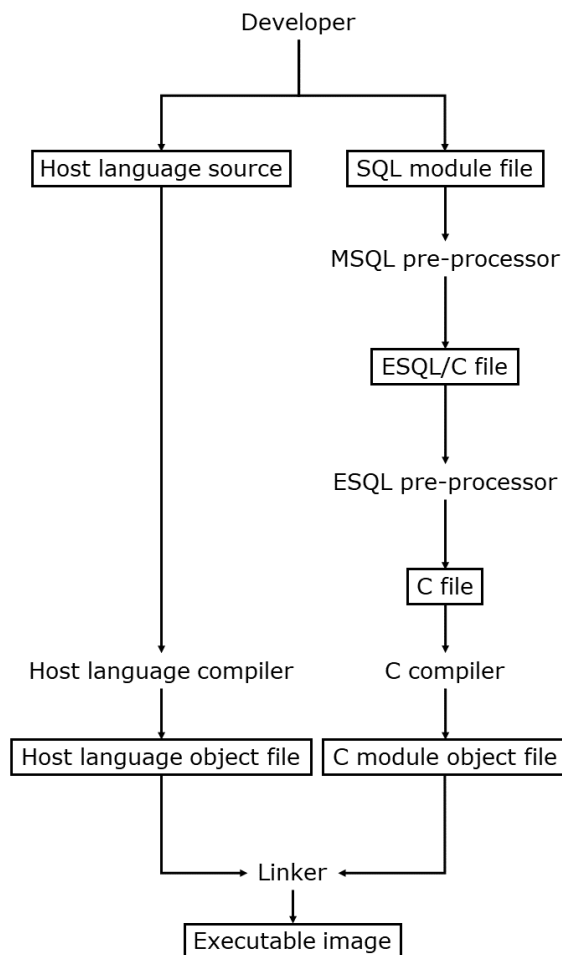 Developer
Host language source
SQL module file
MSQL pre-processor
ESQL/C file
ESQL pre-processor
C file
Host language compiler
C compiler
Host language object file
C module object file
Linker
Executable image